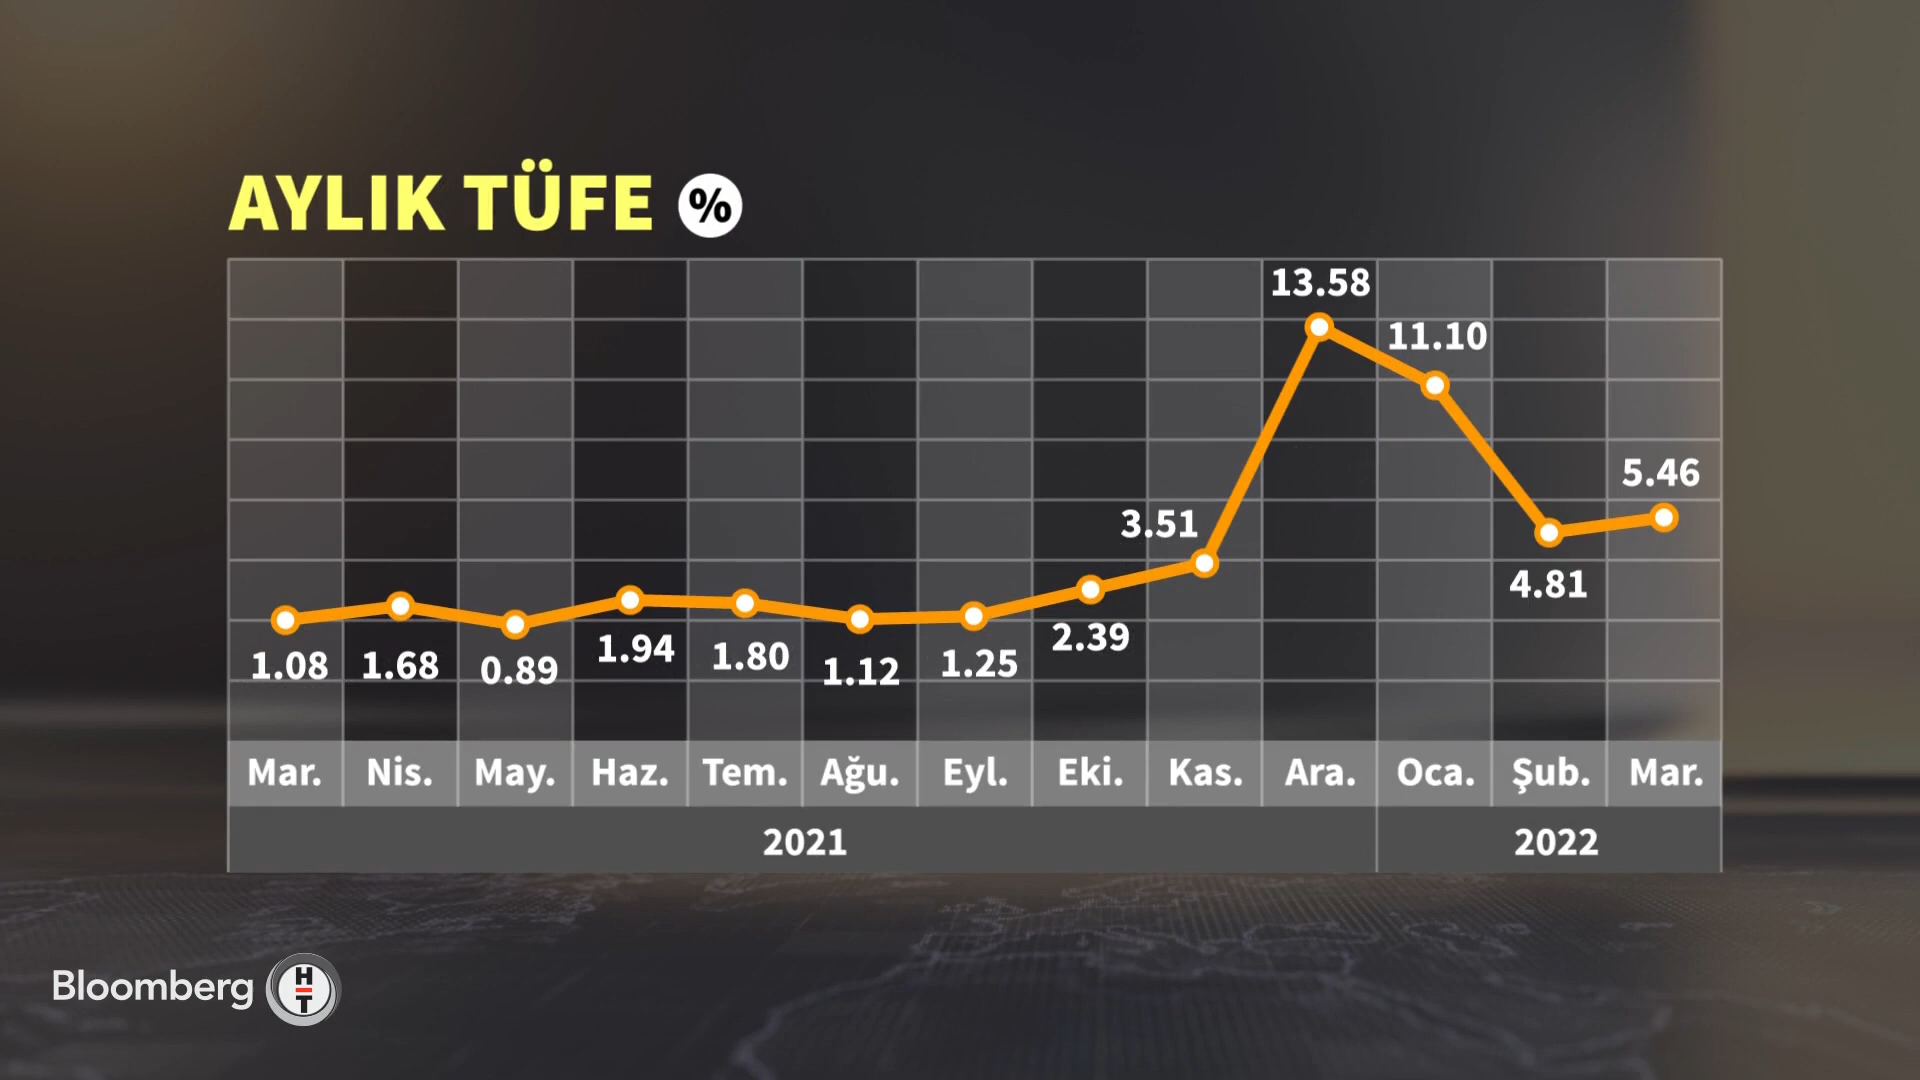 AYLIK TÜFE %
13.58
11.10
5.46
3.51
4.81
1.08 1.68 0.89 1.94 1.80 1.12 1.25 2.39
Mar. Nis. May. Haz. Tem. Ağu. Eyl. Eki. Kas. Ara. Oca. Şub. Mar.
2021 2022
Bloomberg HT